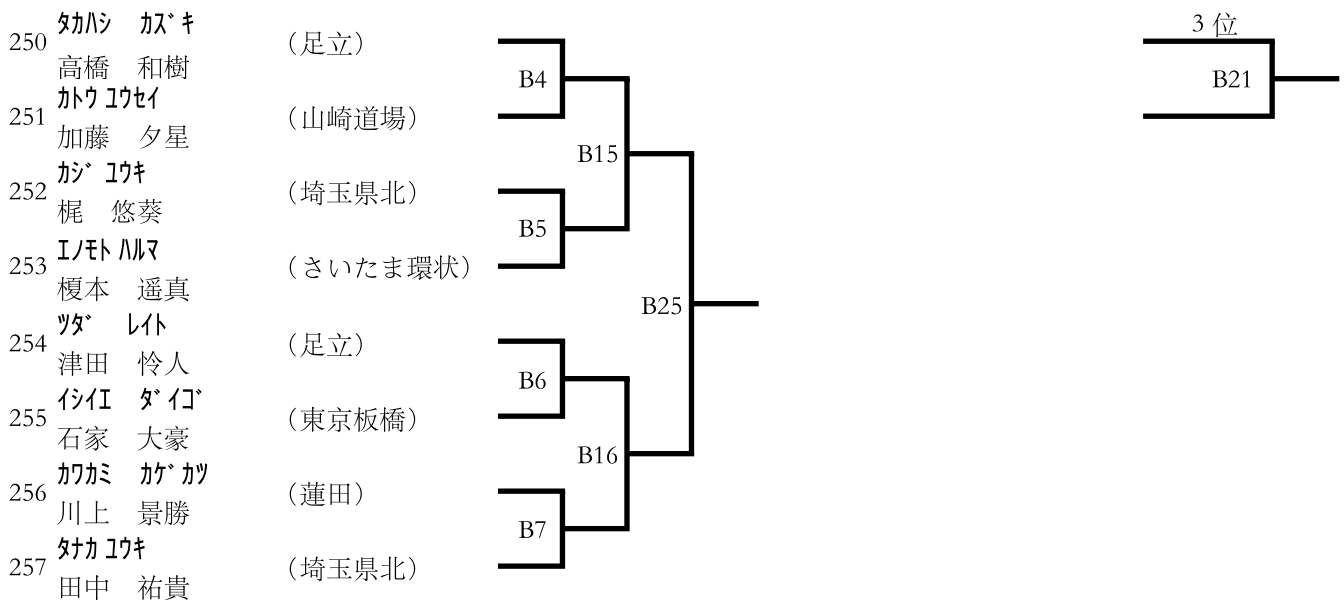 ﾀｶﾊｼ　ｶｽﾞｷ
250 高橋　和樹 （足立）
ｶﾄｳ ﾕｳｾｲ
251 加藤　夕星 （山崎道場）
ｶｼﾞ ﾕｳｷ
252 梶　悠葵 （埼玉県北）
ｴﾉﾓﾄ ﾊﾙﾏ
253 榎本　遥真 （さいたま環状）
ﾂﾀﾞ　ﾚｲﾄ
254 津田　怜人 （足立）
ｲｼｲｴ　ﾀﾞｲｺﾞ
255 石家　大豪 （東京板橋）
ｶﾜｶﾐ　ｶｹﾞｶﾂ
256 川上　景勝 （蓮田）
ﾀﾅｶ ﾕｳｷ
257 田中　祐貴 （埼玉県北）
B4
B5
B6
B7
B15
B16
B25
3 位
B21